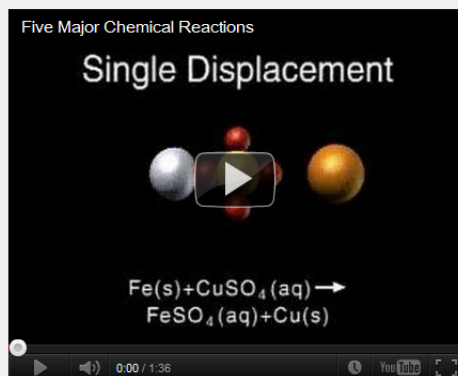 Five Major Chemical Reactions
Single Displacement
Fe(s)+CuSO₄(aq)→
FeSO₄(aq)+Cu(s)
0:00 / 1:36
YouTube